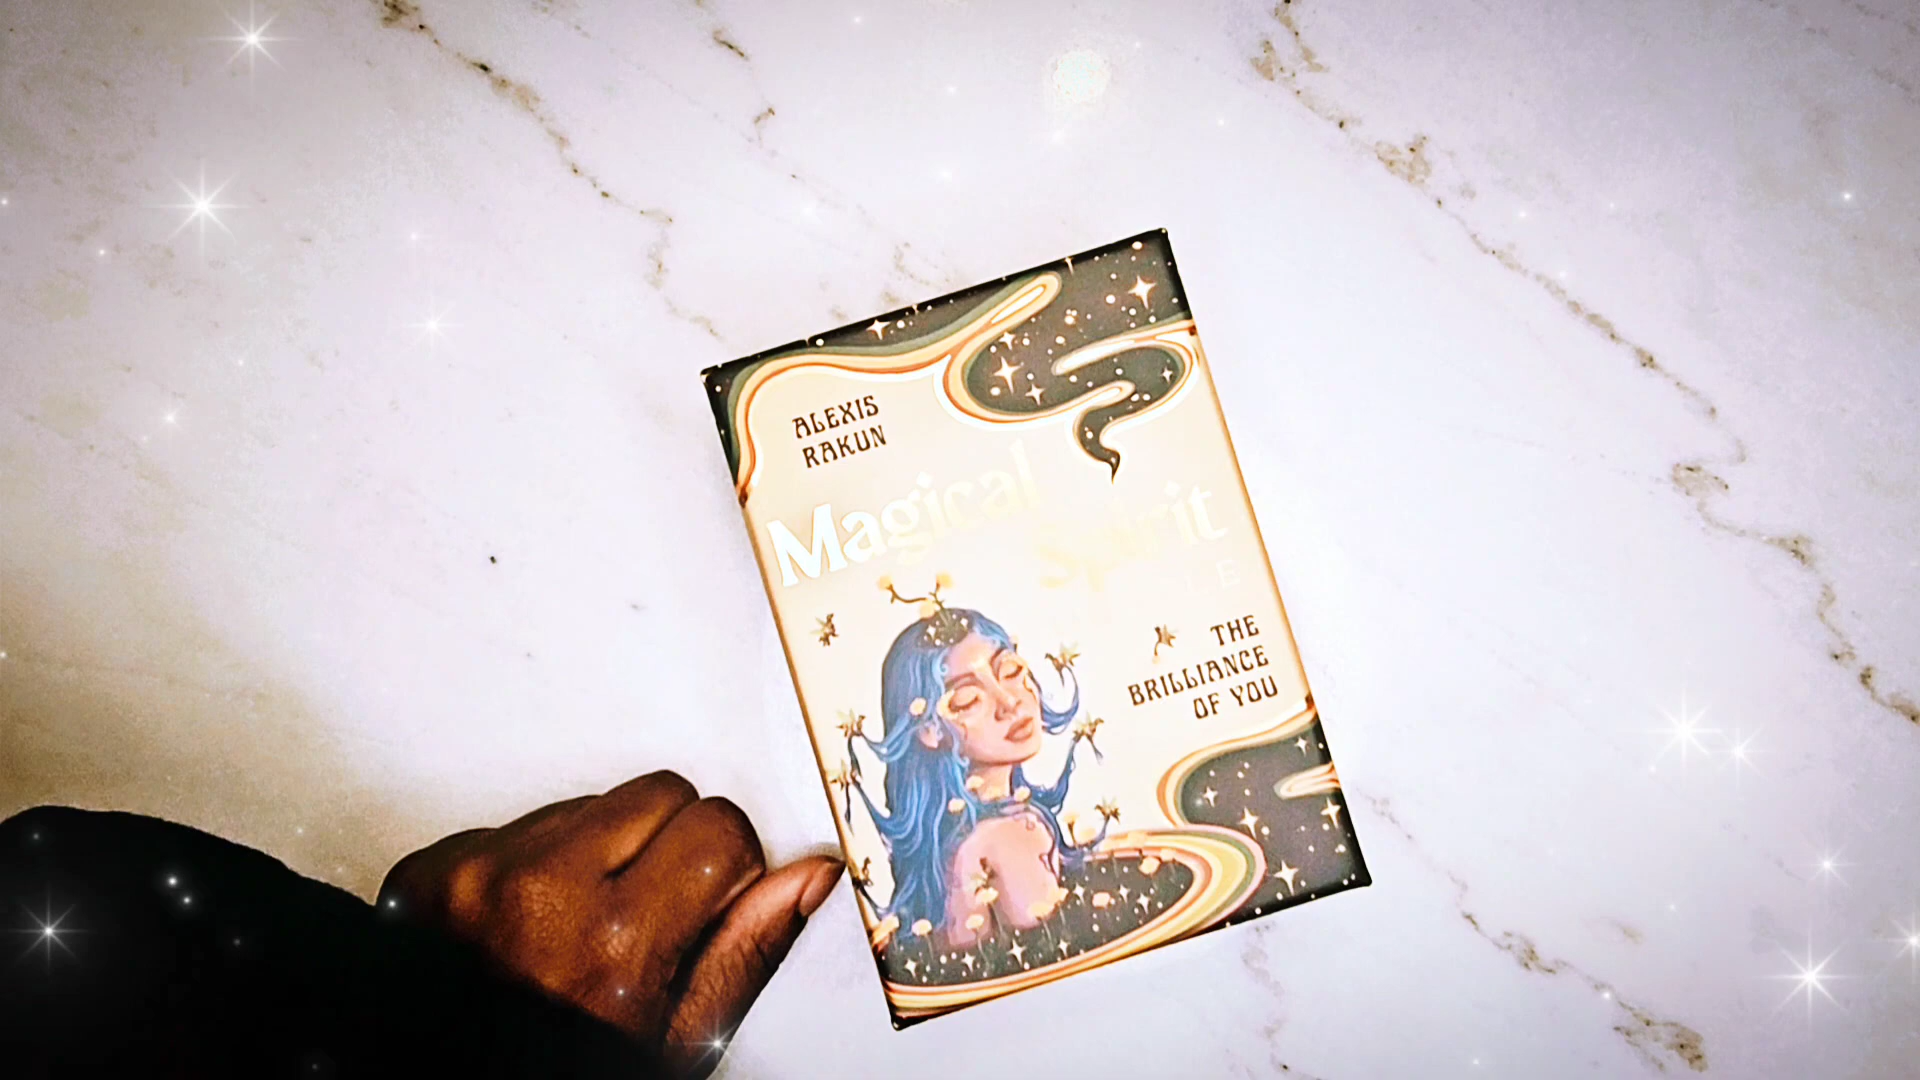 ALEXIS
RAKUN
Magical
Spirit
THE
BRILLIANCE
OF YOU